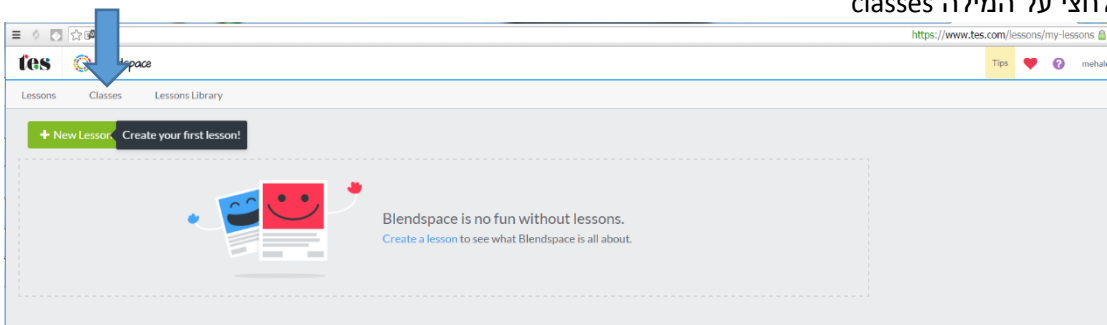 לחצי על המילה classes
https://www.tes.com/lessons/my-lessons
tes
Tips
Lessons Classes Lessons Library
+ New Lesson Create your first lesson!
Blendspace is no fun without lessons.
Create a lesson to see what Blendspace is all about.